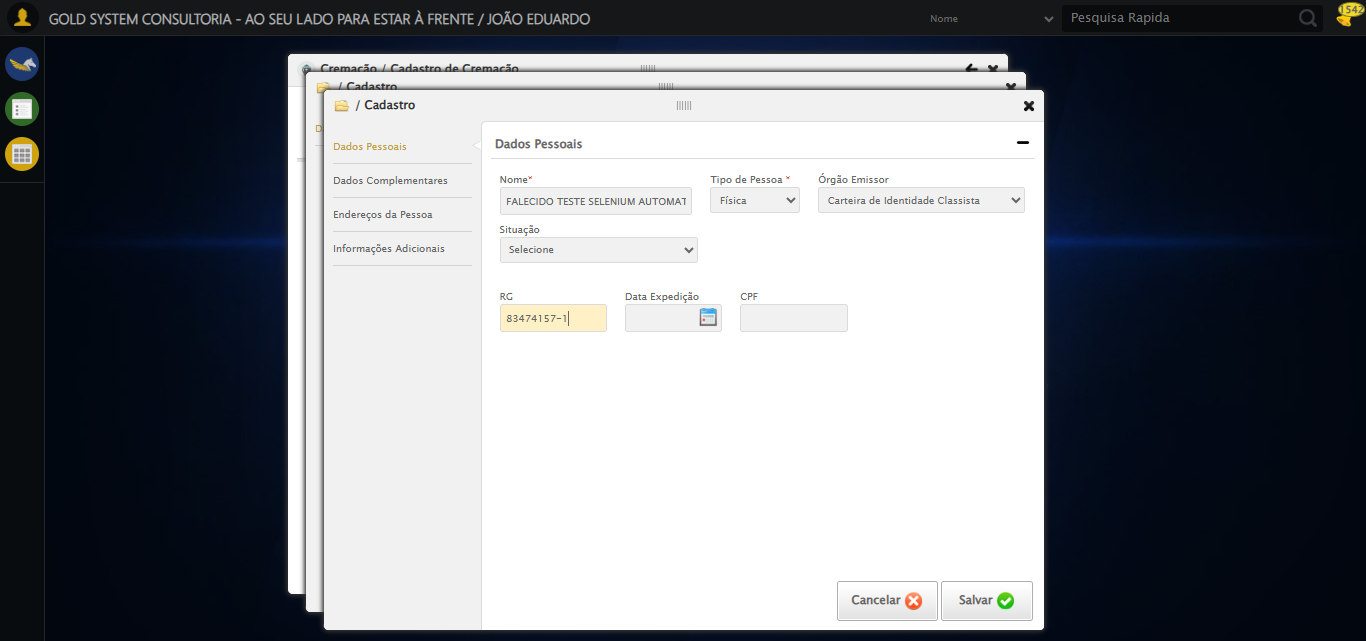 GOLD SYSTEM CONSULTORIA - AO SEU LADO PARA ESTAR À FRENTE / JOÃO EDUARDO
Nome
Pesquisa Rapida
1542
Cremação / Cadastro de Cremação
/ Cadastro
D
/ Cadastro
Dados Pessoais
Dados Complementares
Endereços da Pessoa
Informações Adicionais
Dados Pessoais
Nome*
Tipo de Pessoa *
Órgão Emissor
FALECIDO TESTE SELENIUM AUTOMAT
Física
Carteira de Identidade Classista
Situação
Selecione
RG
Data Expedição
CPF
83474157-1
Cancelar
Salvar